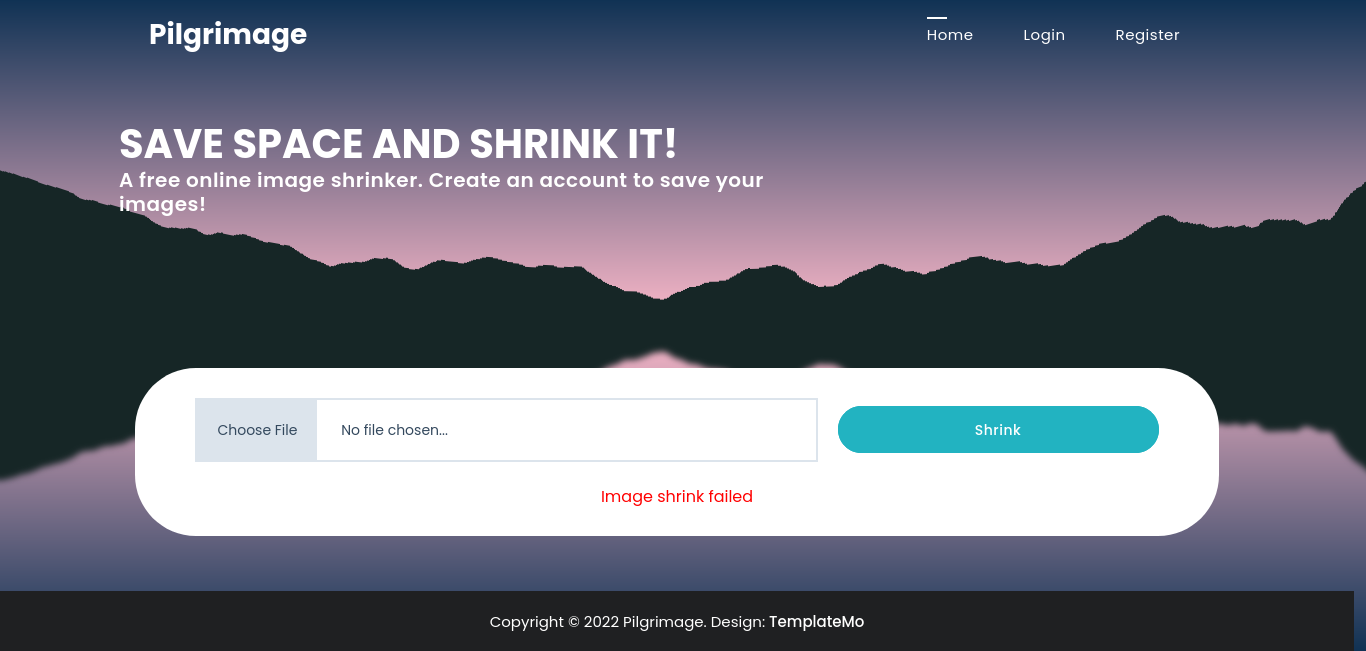 Pilgrimage
Home Login Register
SAVE SPACE AND SHRINK IT!
A free online image shrinker. Create an account to save your
images!
Choose File No file chosen...
Shrink
Image shrink failed
Copyright © 2022 Pilgrimage. Design: TemplateMo